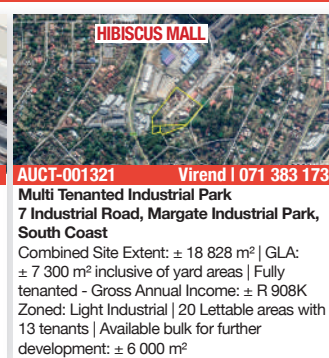 HIBISCUS MALL
AUCT-001321 Virend | 071 383 173
Multi Tenanted Industrial Park
7 Industrial Road, Margate Industrial Park,
South Coast
Combined Site Extent: ± 18 828 m² | GLA:
± 7 300 m² inclusive of yard areas | Fully
tenanted - Gross Annual Income: ± R 908K
Zoned: Light Industrial | 20 Lettable areas with
13 tenants | Available bulk for further
development: ± 6 000 m²